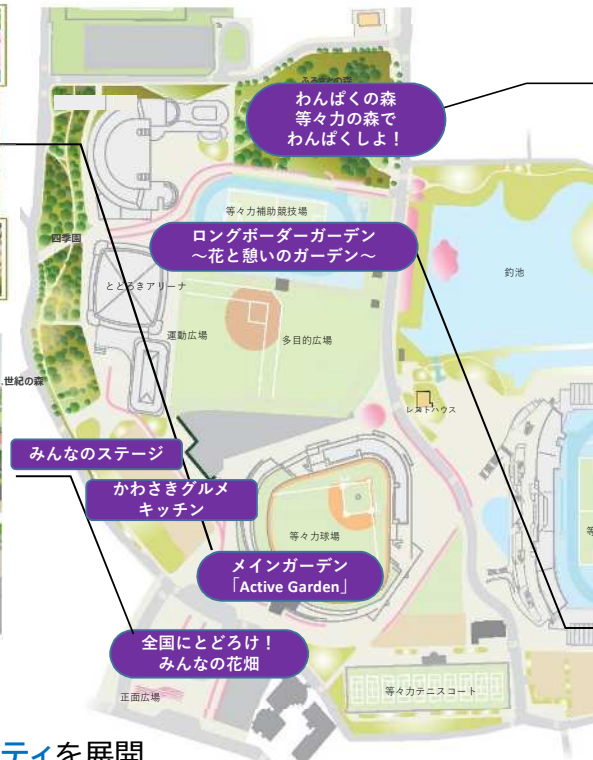 ふるさとの森
わんぱくの森
等々力の森で
わんぱくしよ！
等々力補助競技場
ロングボーダーガーデン
～花と憩いのガーデン～
四季園
釣池
とどろきアリーナ
運動広場
多目的広場
世紀の森
レストハウス
みんなのステージ
かわさきグルメ
キッチン
等々力球場
等
メインガーデン
「Active Garden」
全国にとどろけ！
みんなの花畑
正面広場
等々力テニスコート
ティを展開